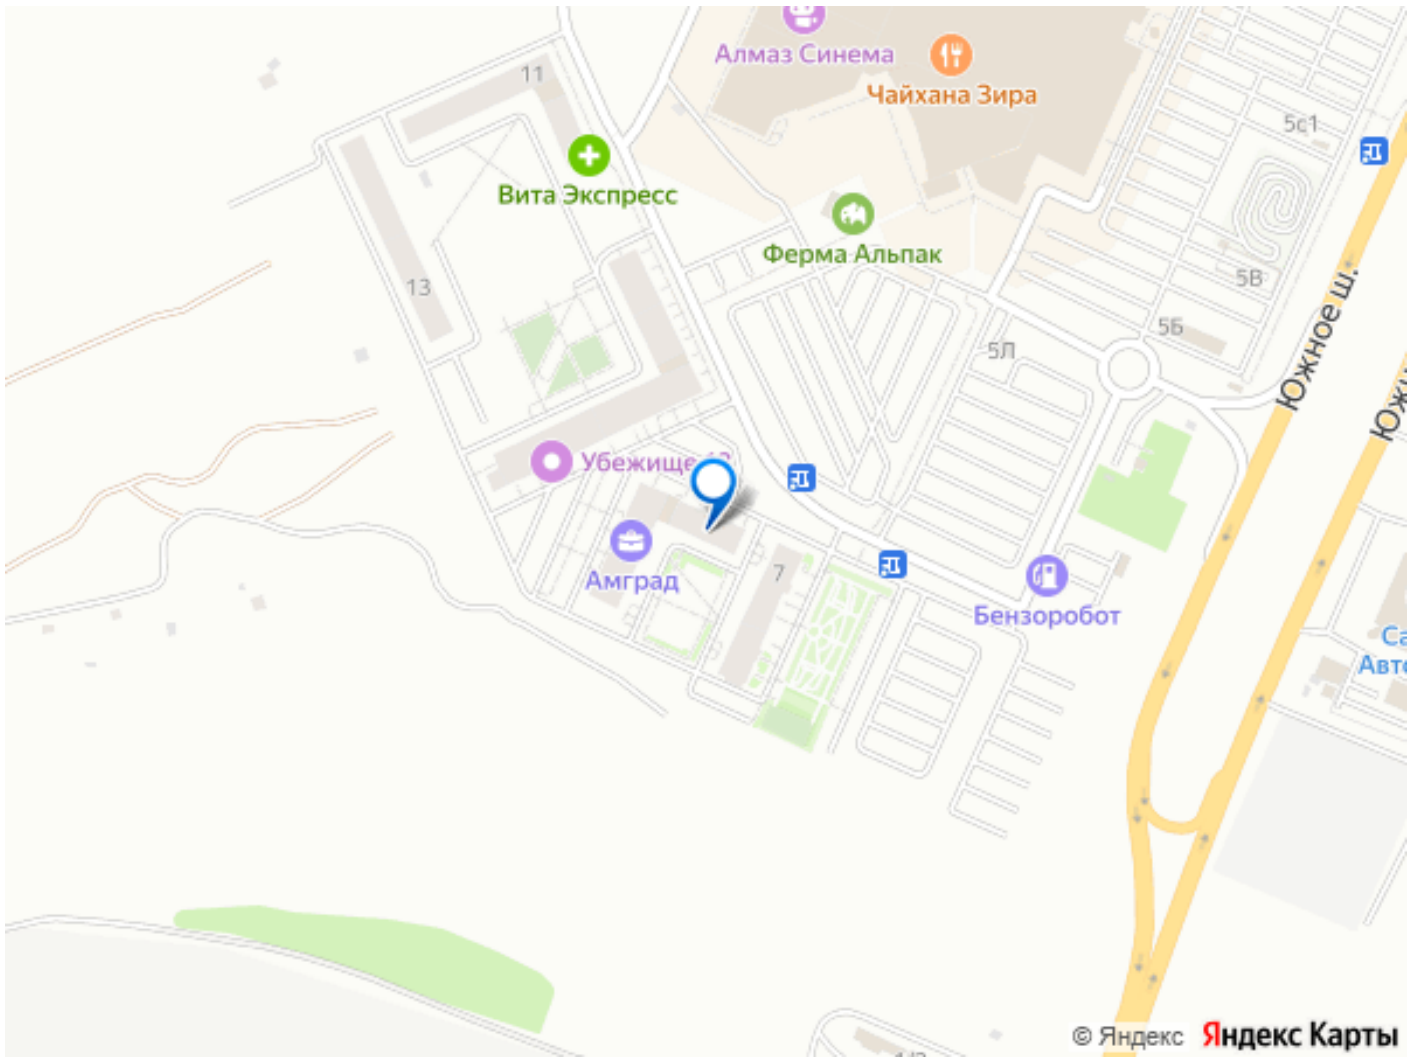 Алмаз Синема
11
Чайхана Зира
5с1
Вита Экспресс
Ферма Альпак
5В
13
Южное ш.
5Б
5Л
Убежище
7
Амград
Бензоробот
© Яндекс Яндекс Карты